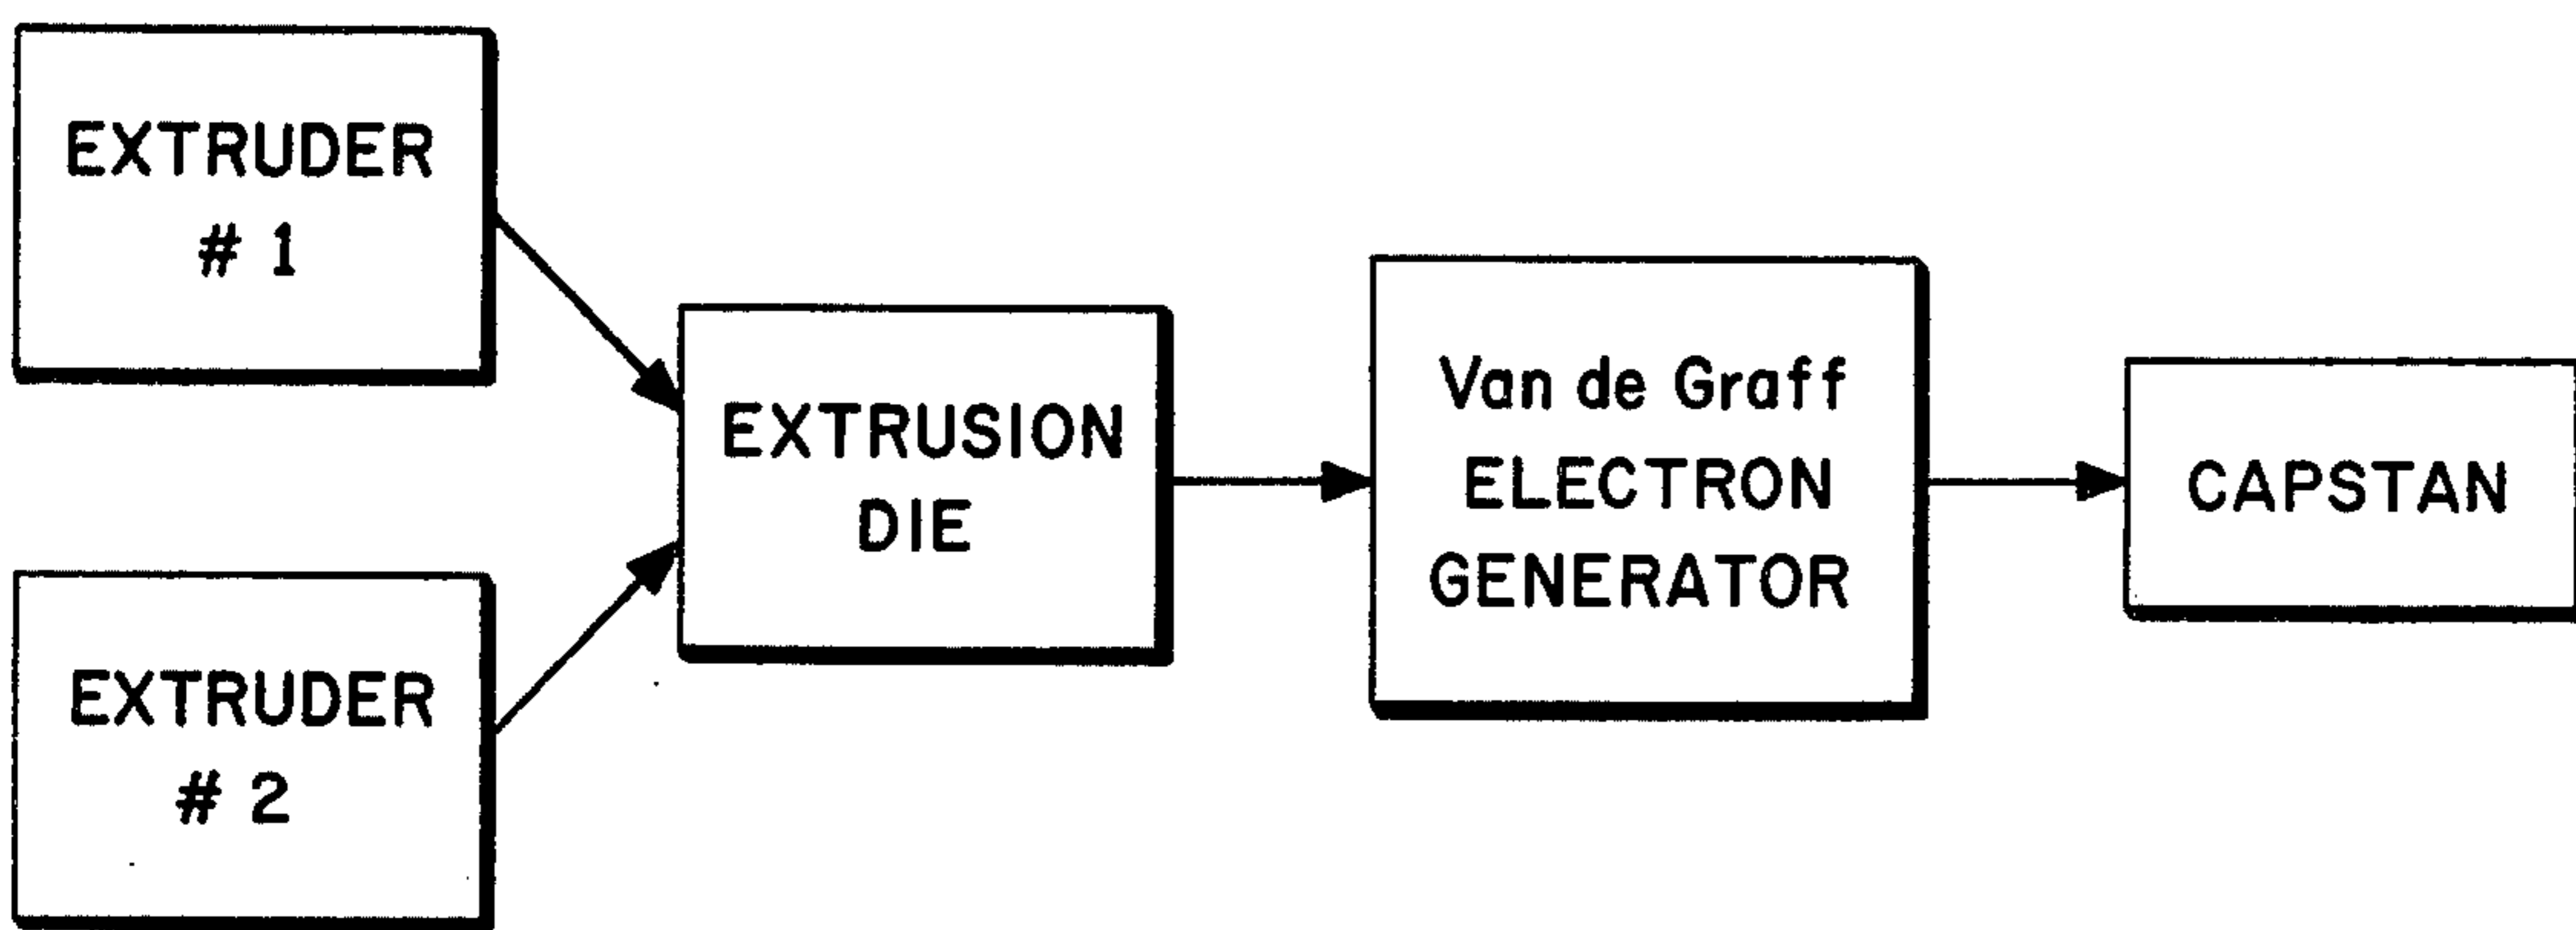 EXTRUDER
# 1
EXTRUDER
# 2
EXTRUSION
DIE
Van de Graff
ELECTRON
GENERATOR
CAPSTAN